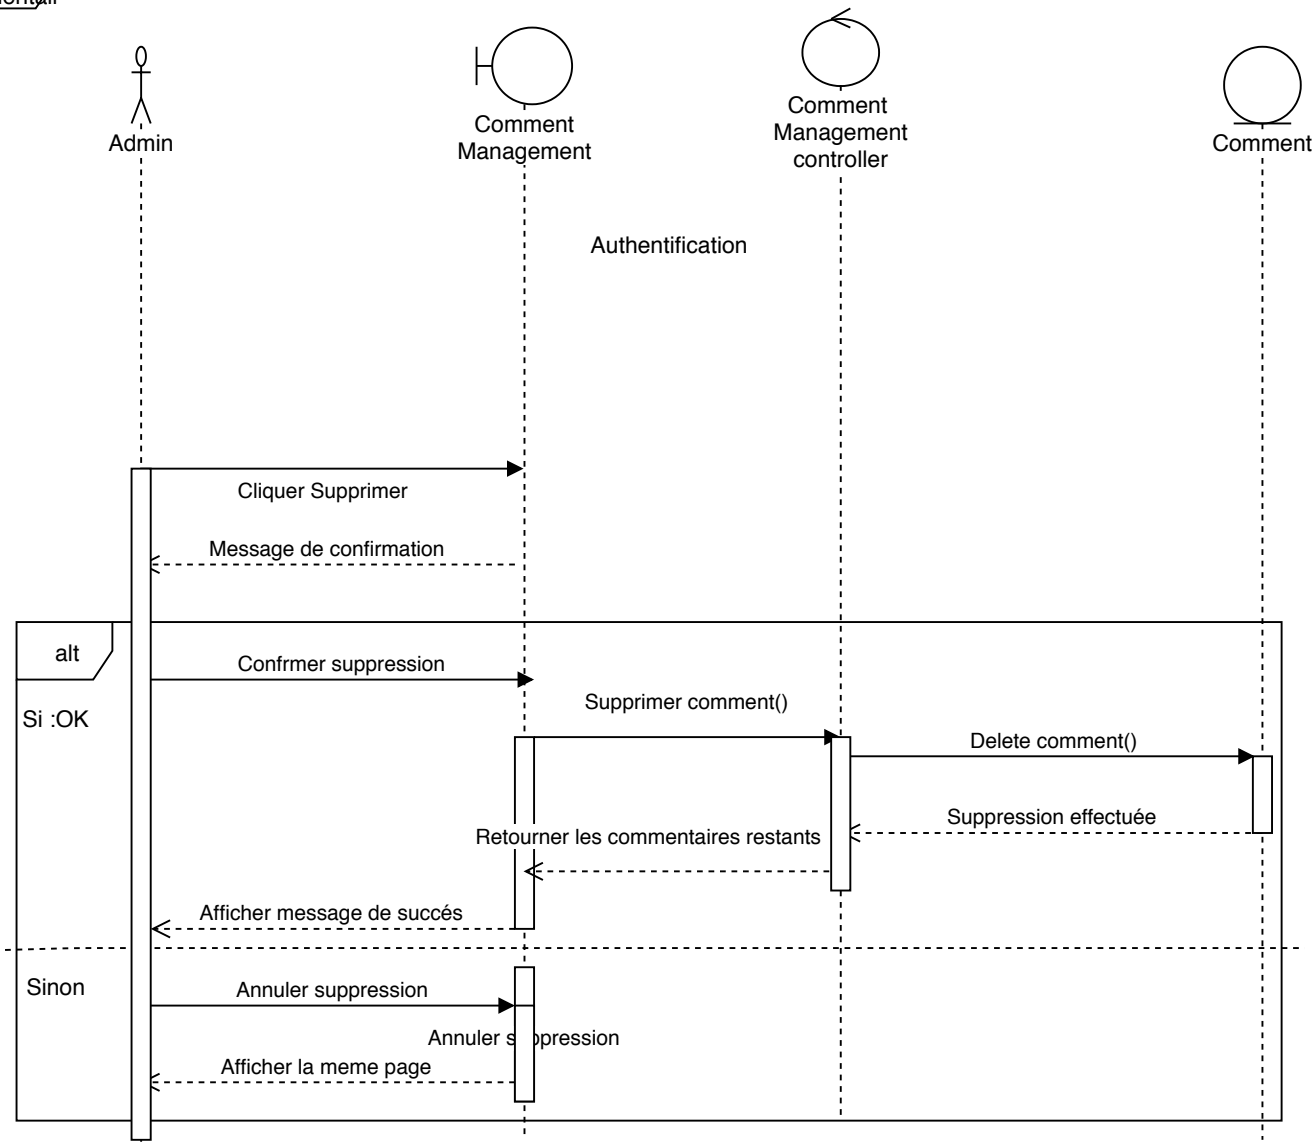 Admin
Comment
Management
Comment
Management
controller
Comment
Authentification
Cliquer Supprimer
Message de confirmation
alt
Confrmer suppression
Si :OK
Supprimer comment()
Delete comment()
Suppression effectuée
Retourner les commentaires restants
Afficher message de succés
Sinon
Annuler suppression
Annuler s ppression
Afficher la meme page